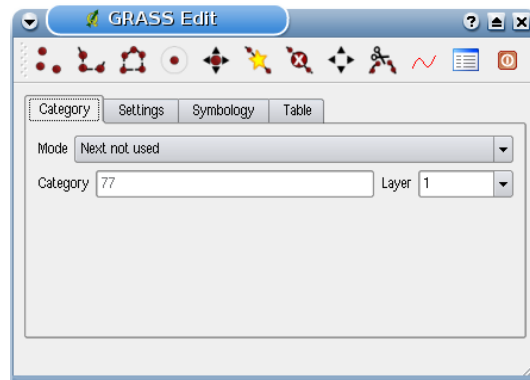 GRASS Edit
Category Settings Symbology Table
Mode Next not used
Category 77 Layer 1